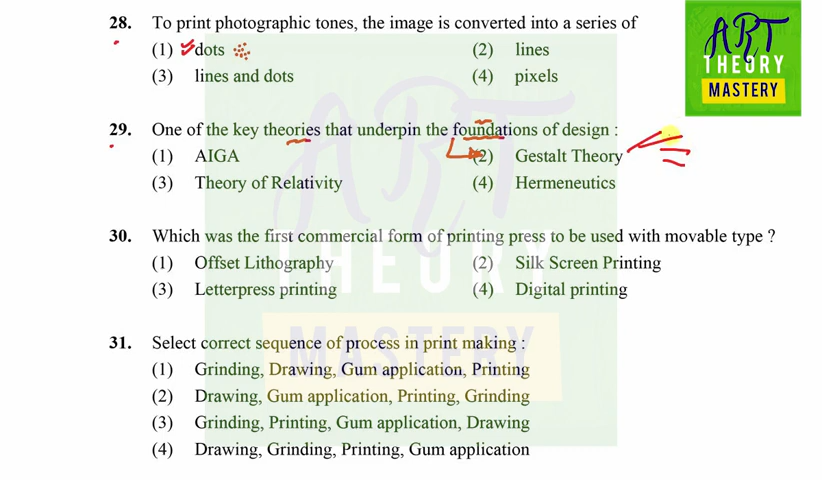 28. To print photographic tones, the image is converted into a series of
(1) dots (2) lines
(3) lines and dots (4) pixels
ART
THEORY
MASTERY
29. One of the key theories that underpin the foundations of design :
(1) AIGA (2) Gestalt Theory
(3) Theory of Relativity (4) Hermeneutics
30. Which was the first commercial form of printing press to be used with movable type ?
(1) Offset Lithography (2) Silk Screen Printing
(3) Letterpress printing (4) Digital printing
31. Select correct sequence of process in print making :
(1) Grinding, Drawing, Gum application, Printing
(2) Drawing, Gum application, Printing, Grinding
(3) Grinding, Printing, Gum application, Drawing
(4) Drawing, Grinding, Printing, Gum application
ART
THEORY
MASTERY